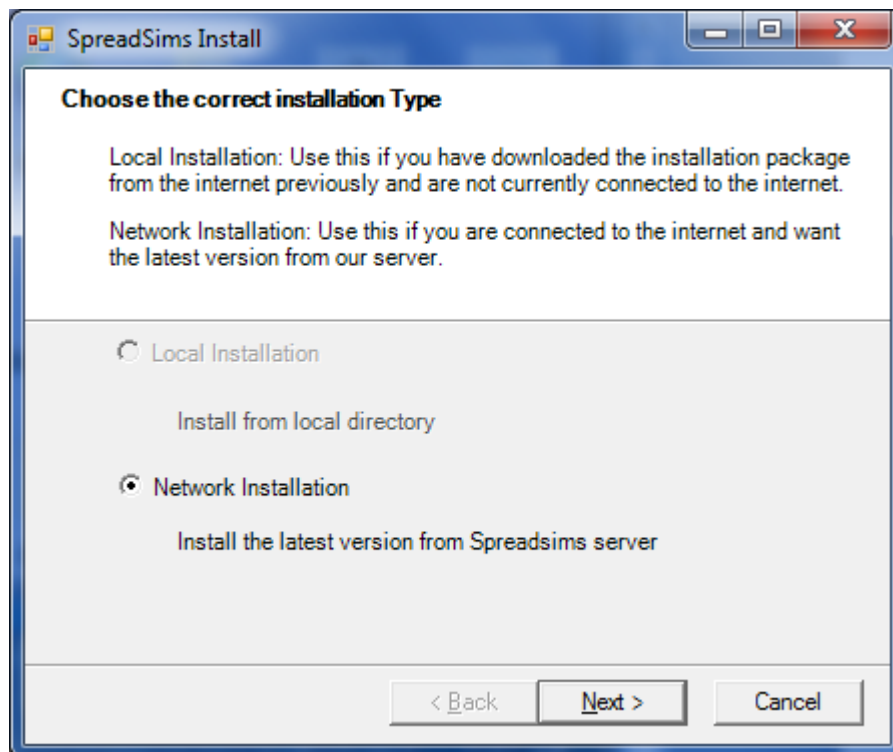 SpreadSims Install
Choose the correct installation Type
Local Installation: Use this if you have downloaded the installation package
from the internet previously and are not currently connected to the internet.
Network Installation: Use this if you are connected to the internet and want
the latest version from our server.
Local Installation
Install from local directory
Network Installation
Install the latest version from Spreadsims server
< Back
Next >
Cancel